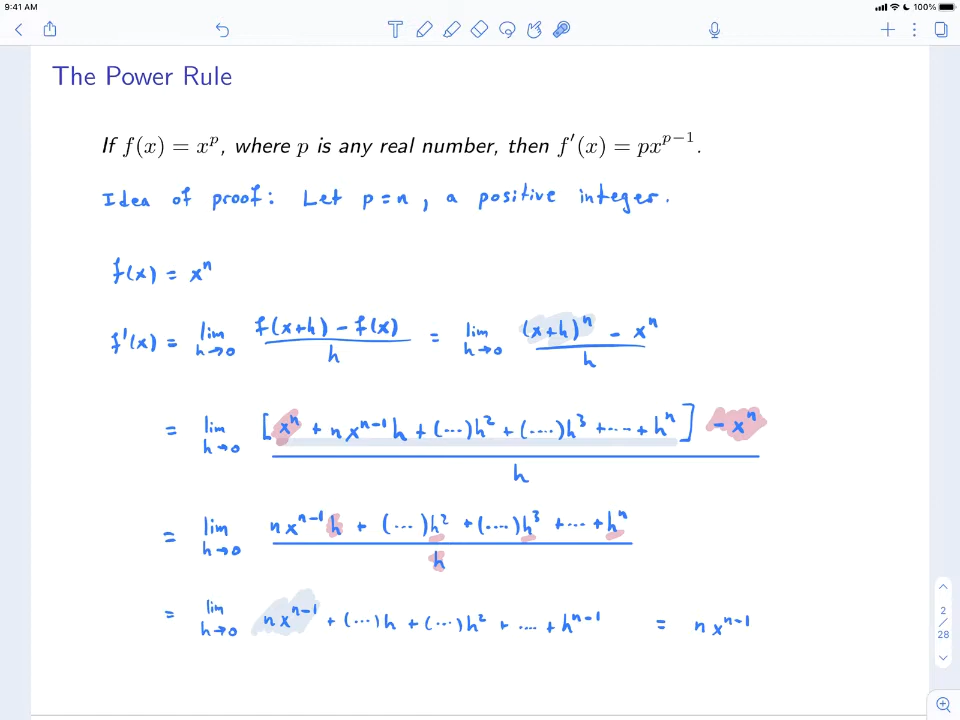 9:41 AM
100%
The Power Rule
If f(x) = x^p, where p is any real number, then f′(x) = px^{p−1}.
Idea of proof: Let p=n, a positive integer.
f(x) = x^n
f'(x) = lim_{h→0} (f(x+h) − f(x))/h = lim_{h→0} ((x+h)^n − x^n)/h
= lim_{h→0} ([x^n + nx^{n−1}h + (...)h^2 + (....)h^3 + ... + h^n] − x^n)/h
= lim_{h→0} (nx^{n−1}h + (...)h^2 + (....)h^3 + ... + h^n)/h
= lim_{h→0} nx^{n−1} + (...)h + (...)h^2 + .... + h^{n−1} = nx^{n−1}
2
/
28